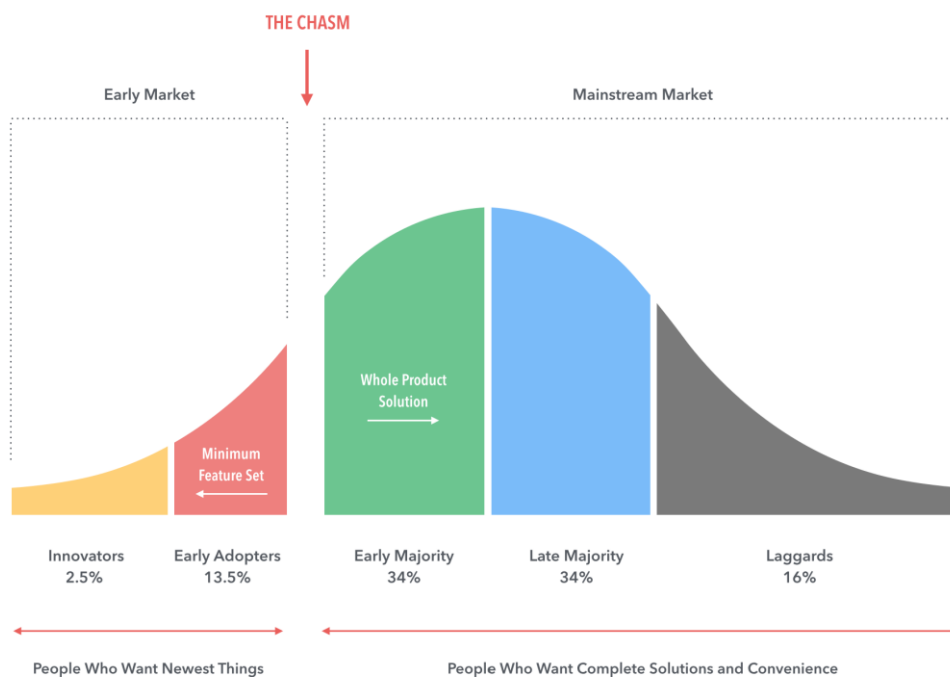 THE CHASM
Early Market
Mainstream Market
Whole Product
Solution
Minimum
Feature Set
Innovators
2.5%
Early Adopters
13.5%
Early Majority
34%
Late Majority
34%
Laggards
16%
People Who Want Newest Things
People Who Want Complete Solutions and Convenience